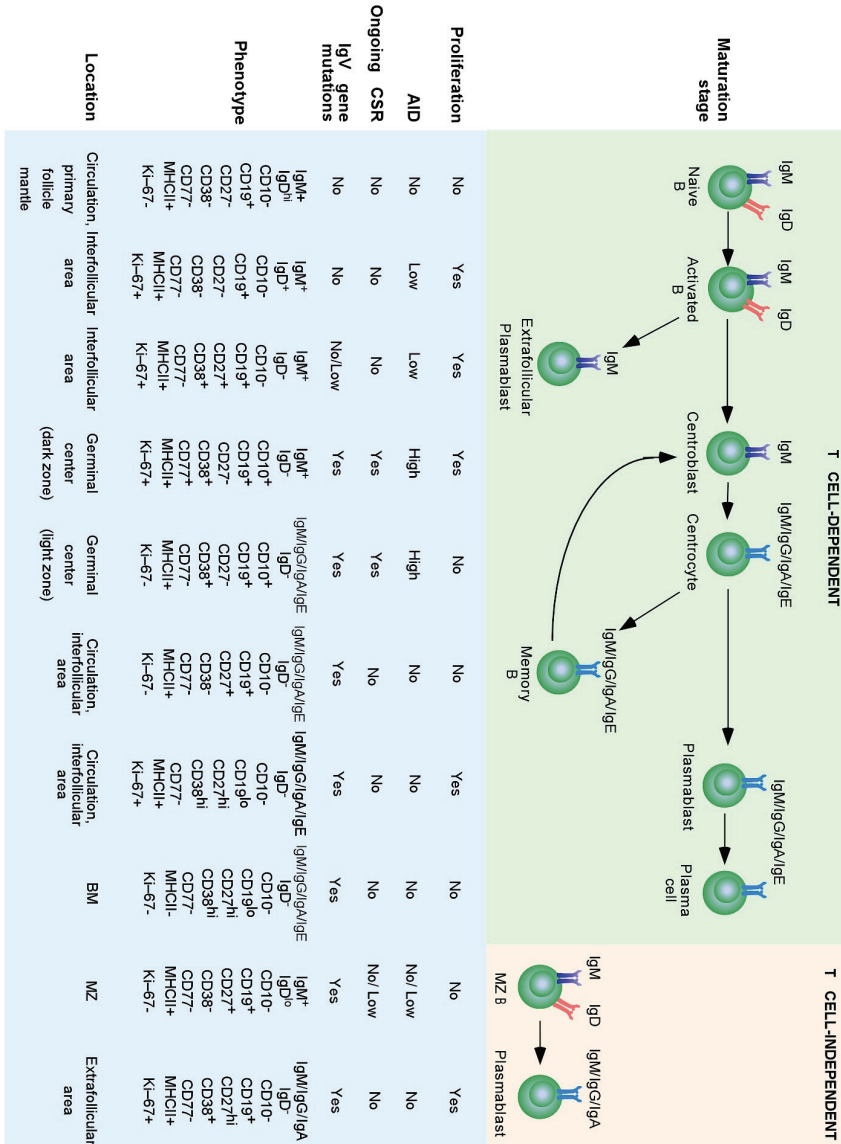 T CELL-DEPENDENT
T CELL-INDEPENDENT
Maturation
stage
IgM
IgD
Naive
B
IgM
IgD
Activated
B
IgM
Extrafollicular
Plasmablast
IgM
Centroblast
IgM/IgG/IgA/IgE
Centrocyte
IgM/IgG/IgA/IgE
Memory
B
IgM/IgG/IgA/IgE
Plasmablast
Plasma
cell
IgM
IgD
MZ B
IgM/IgG/IgA
Plasmablast
Proliferation No Yes Yes Yes No No Yes No No Yes
AID No Low Low High High No No No No/ Low No
Ongoing CSR No No No Yes Yes No No No No/ Low No
IgV gene
mutations
No No No/Low Yes Yes Yes Yes Yes Yes Yes
Phenotype
IgM+
IgDhi
CD10-
CD19+
CD27-
CD38-
CD77-
MHCII+
Ki–67-
IgM+
IgD+
CD10-
CD19+
CD27-
CD38-
CD77-
MHCII+
Ki–67+
IgM+
IgD-
CD10-
CD19+
CD27+
CD38+
CD77-
MHCII+
Ki–67+
IgM+
IgD-
CD10+
CD19+
CD27-
CD38+
CD77+
MHCII+
Ki–67+
IgM/IgG/IgA/IgE
IgD-
CD10+
CD19+
CD27-
CD38+
CD77-
MHCII+
Ki–67-
IgM/IgG/IgA/IgE
IgD-
CD10-
CD19+
CD27+
CD38-
CD77-
MHCII+
Ki–67-
IgM/IgG/IgA/IgE
IgD-
CD10-
CD19lo
CD27hi
CD38hi
CD77-
MHCII+
Ki–67+
IgM/IgG/IgA/IgE
IgD-
CD10-
CD19lo
CD27hi
CD38hi
CD77-
MHCII-
Ki–67-
IgM+
IgDlo
CD10-
CD19+
CD27+
CD38-
CD77-
MHCII+
Ki–67-
IgM/IgG/IgA
IgD-
CD10-
CD19+
CD27hi
CD38+
CD77-
MHCII+
Ki–67+
Location
Circulation,
primary
follicle
mantle
Interfollicular
area
Interfollicular
area
Germinal
center
(dark zone)
Germinal
center
(light zone)
Circulation,
interfollicular
area
Circulation,
interfollicular
area
BM
MZ
Extrafollicular
area